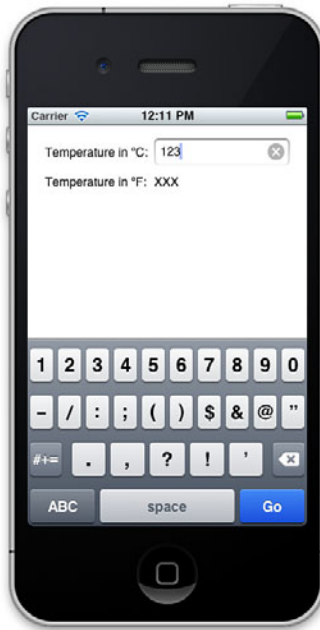 Carrier 12:11 PM
Temperature in °C: 123
Temperature in °F: XXX
1 2 3 4 5 6 7 8 9 0
- / : ; ( ) $ & @ "
#+= . , ? ! '
ABC space Go